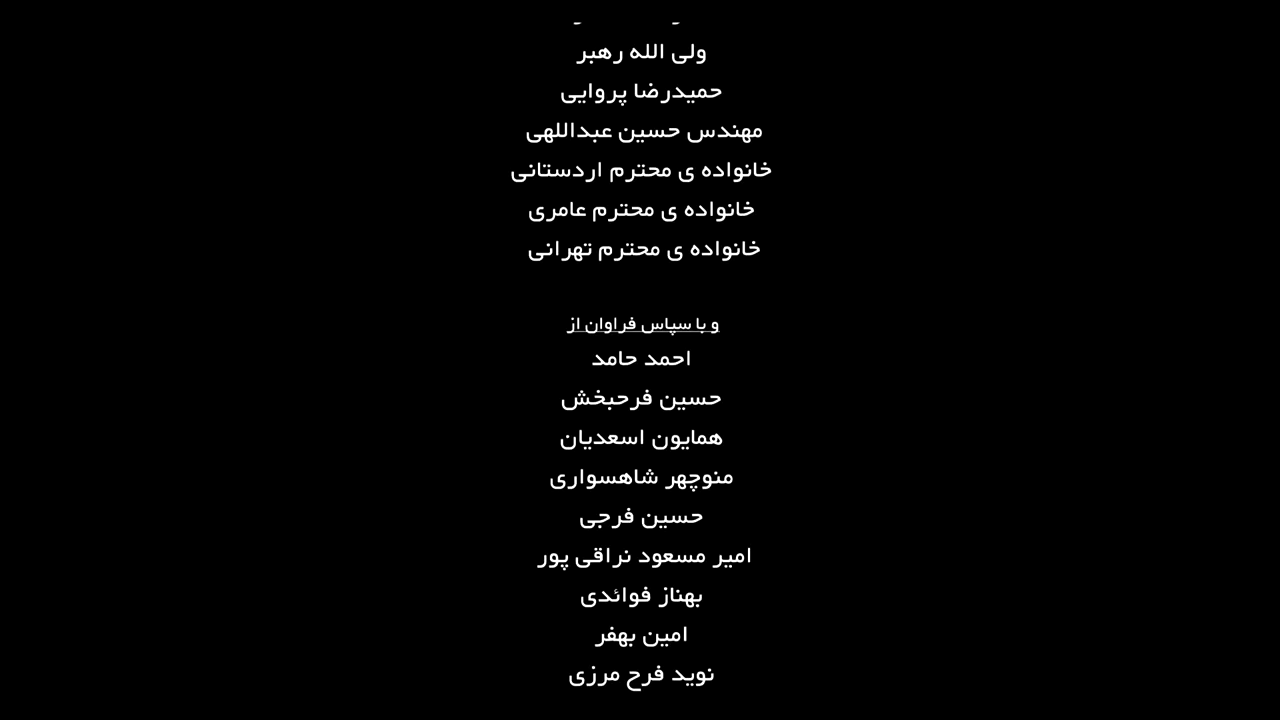 ولی الله رهبر
حمیدرضا پروایی
مهندس حسین عبداللهی
خانواده ی محترم اردستانی
خانواده ی محترم عامری
خانواده ی محترم تهرانی
و با سپاس فراوان از
احمد حامد
حسین فرحبخش
همایون اسعدیان
منوچهر شاهسواری
حسین فرجی
امیر مسعود نراقی پور
بهناز فوائدی
امین بهفر
نوید فرح مرزی